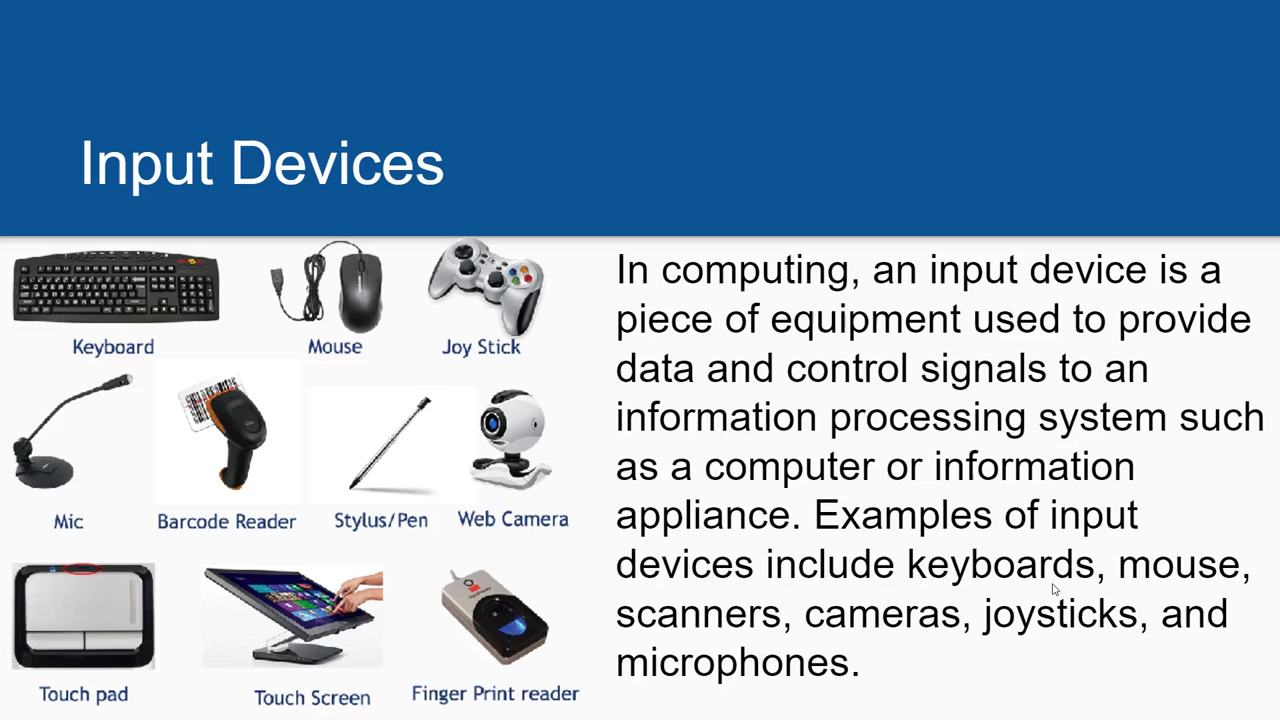 Input Devices
Keyboard
Mouse
Joy Stick
Mic
Barcode Reader
Stylus/Pen
Web Camera
Touch pad
Touch Screen
Finger Print reader
In computing, an input device is a
piece of equipment used to provide
data and control signals to an
information processing system such
as a computer or information
appliance. Examples of input
devices include keyboards, mouse,
scanners, cameras, joysticks, and
microphones.